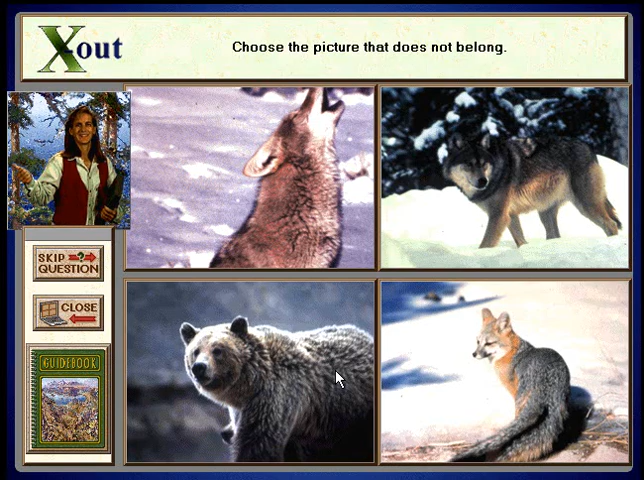 Xout
Choose the picture that does not belong.
SKIP
QUESTION
CLOSE
GUIDEBOOK